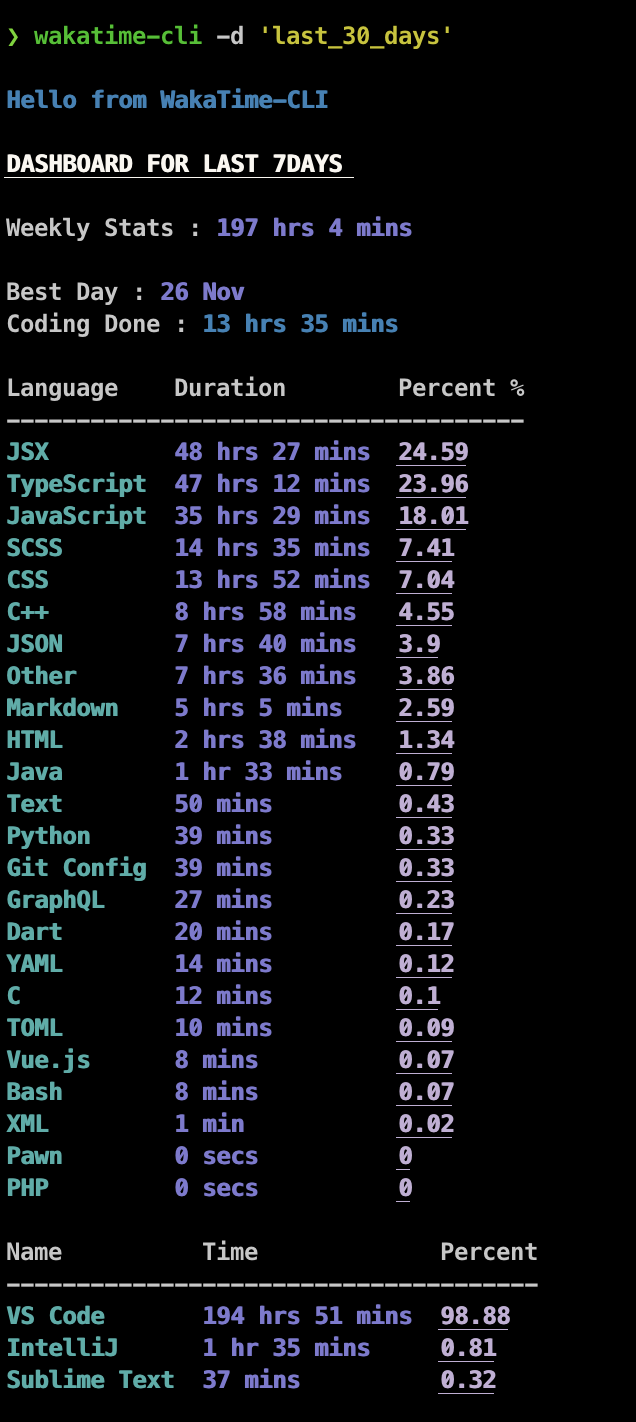 ❯ wakatime-cli -d 'last_30_days'
Hello from WakaTime-CLI
DASHBOARD FOR LAST 7DAYS
Weekly Stats : 197 hrs 4 mins
Best Day : 26 Nov
Coding Done : 13 hrs 35 mins
Language Duration Percent %
-------------------------------------
JSX 48 hrs 27 mins 24.59
TypeScript 47 hrs 12 mins 23.96
JavaScript 35 hrs 29 mins 18.01
SCSS 14 hrs 35 mins 7.41
CSS 13 hrs 52 mins 7.04
C++ 8 hrs 58 mins 4.55
JSON 7 hrs 40 mins 3.9
Other 7 hrs 36 mins 3.86
Markdown 5 hrs 5 mins 2.59
HTML 2 hrs 38 mins 1.34
Java 1 hr 33 mins 0.79
Text 50 mins 0.43
Python 39 mins 0.33
Git Config 39 mins 0.33
GraphQL 27 mins 0.23
Dart 20 mins 0.17
YAML 14 mins 0.12
C 12 mins 0.1
TOML 10 mins 0.09
Vue.js 8 mins 0.07
Bash 8 mins 0.07
XML 1 min 0.02
Pawn 0 secs 0
PHP 0 secs 0
Name Time Percent
--------------------------------------
VS Code 194 hrs 51 mins 98.88
IntelliJ 1 hr 35 mins 0.81
Sublime Text 37 mins 0.32